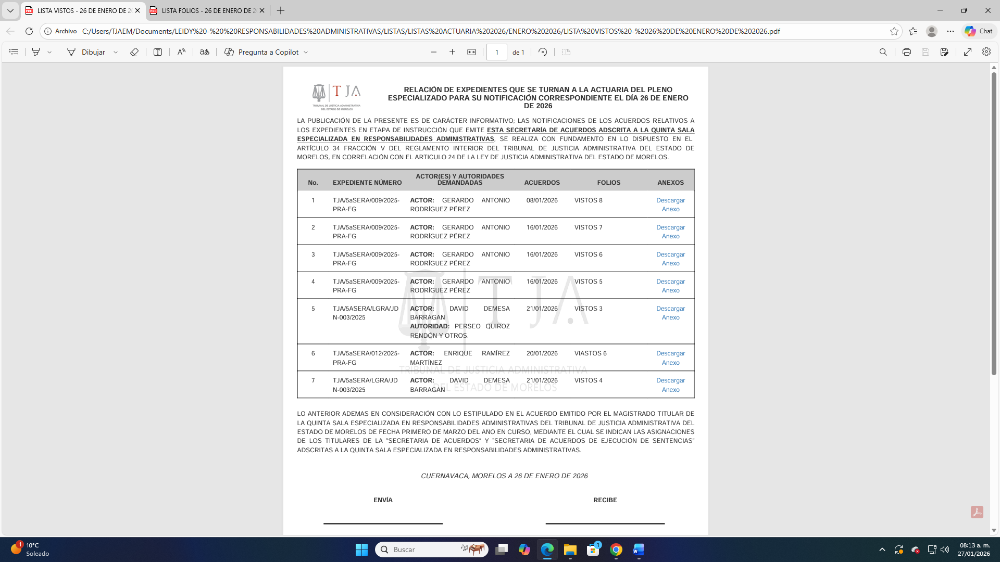 LISTA VISTOS - 26 DE ENERO DE 2
LISTA FOLIOS - 26 DE ENERO DE 2
Archivo C:/Users/TJAEM/Documents/LEIDY%20-%20%20RESPONSABILIDADES%20ADMINISTRATIVAS/LISTAS/LISTAS%20ACTUARIA%202026/ENERO%202026/LISTA%20VISTOS%20-%2026%20DE%20ENERO%20DE%202026.pdf
Chat
Dibujar
aあ
Pregunta a Copilot
1 de 1
TJA
TRIBUNAL DE JUSTICIA ADMINISTRATIVA
DEL ESTADO DE MORELOS
RELACIÓN DE EXPEDIENTES QUE SE TURNAN A LA ACTUARIA DEL PLENO
ESPECIALIZADO PARA SU NOTIFICACIÓN CORRESPONDIENTE EL DÍA 26 DE ENERO
DE 2026
LA PUBLICACIÓN DE LA PRESENTE ES DE CARÁCTER INFORMATIVO; LAS NOTIFICACIONES DE LOS ACUERDOS RELATIVOS A
LOS EXPEDIENTES EN ETAPA DE INSTRUCCIÓN QUE EMITE ESTA SECRETARÍA DE ACUERDOS ADSCRITA A LA QUINTA SALA
ESPECIALIZADA EN RESPONSABILIDADES ADMINISTRATIVAS, SE REALIZA CON FUNDAMENTO EN LO DISPUESTO EN EL
ARTÍCULO 34 FRACCIÓN V DEL REGLAMENTO INTERIOR DEL TRIBUNAL DE JUSTICIA ADMINISTRATIVA DEL ESTADO DE
MORELOS, EN CORRELACIÓN CON EL ARTICULO 24 DE LA LEY DE JUSTICIA ADMINISTRATIVA DEL ESTADO DE MORELOS.
No. EXPEDIENTE NÚMERO ACTOR(ES) Y AUTORIDADES DEMANDADAS ACUERDOS FOLIOS ANEXOS
1 TJA/5aSERA/009/2025- ACTOR: GERARDO ANTONIO 08/01/2026 VISTOS 8 Descargar
PRA-FG RODRÍGUEZ PÉREZ Anexo
2 TJA/5aSERA/009/2025- ACTOR: GERARDO ANTONIO 16/01/2026 VISTOS 7 Descargar
PRA-FG RODRÍGUEZ PÉREZ Anexo
3 TJA/5aSERA/009/2025- ACTOR: GERARDO ANTONIO 16/01/2026 VISTOS 6 Descargar
PRA-FG RODRÍGUEZ PÉREZ Anexo
4 TJA/5aSERA/009/2025- ACTOR: GERARDO ANTONIO 16/01/2026 VISTOS 5 Descargar
PRA-FG RODRÍGUEZ PÉREZ Anexo
5 TJA/5ASERA/LGRA/JD ACTOR: DAVID DEMESA 21/01/2026 VISTOS 3 Descargar
N-003/2025 BARRAGAN Anexo
AUTORIDAD: PERSEO QUIROZ
RENDÓN Y OTROS.
6 TJA/5aSERA/012/2025- ACTOR: ENRIQUE RAMÍREZ 20/01/2026 VIASTOS 6 Descargar
PRA-FG MARTÍNEZ Anexo
7 TJA/5aSERA/LGRA/JD ACTOR: DAVID DEMESA 21/01/2026 VISTOS 4 Descargar
N-003/2025 BARRAGAN Anexo
TJA
TRIBUNAL DE JUSTICIA ADMINISTRATIVA
DEL ESTADO DE MORELOS
LO ANTERIOR ADEMAS EN CONSIDERACIÓN CON LO ESTIPULADO EN EL ACUERDO EMITIDO POR EL MAGISTRADO TITULAR DE
LA QUINTA SALA ESPECIALIZADA EN RESPONSABILIDADES ADMINISTRATIVAS DEL TRIBUNAL DE JUSTICIA ADMINISTRATIVA DEL
ESTADO DE MORELOS DE FECHA PRIMERO DE MARZO DEL AÑO EN CURSO, MEDIANTE EL CUAL SE INDICAN LAS ASIGNACIONES
DE LOS TITULARES DE LA "SECRETARIA DE ACUERDOS" Y "SECRETARIA DE ACUERDOS DE EJECUCIÓN DE SENTENCIAS"
ADSCRITAS A LA QUINTA SALA ESPECIALIZADA EN RESPONSABILIDADES ADMINISTRATIVAS.
CUERNAVACA, MORELOS A 26 DE ENERO DE 2026
ENVÍA RECIBE
1
10°C
Soleado
Buscar
1
08:13 a. m.
27/01/2026